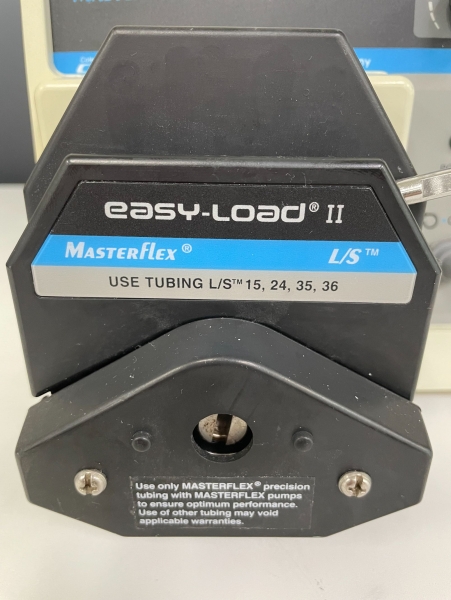 easy-Load® II
MASTERFLEX®
L/S™
USE TUBING L/S™ 15, 24, 35, 36
Use only MASTERFLEX® precision
tubing with MASTERFLEX pumps
to ensure optimum performance.
Use of other tubing may void
applicable warranties.